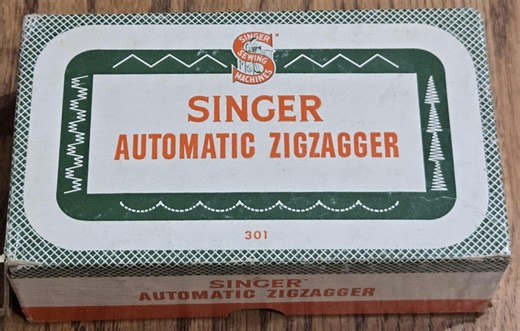 SINGER
SEWING
MACHINES
SINGER
AUTOMATIC ZIGZAGGER
301
SINGER
AUTOMATIC ZIGZAGGER